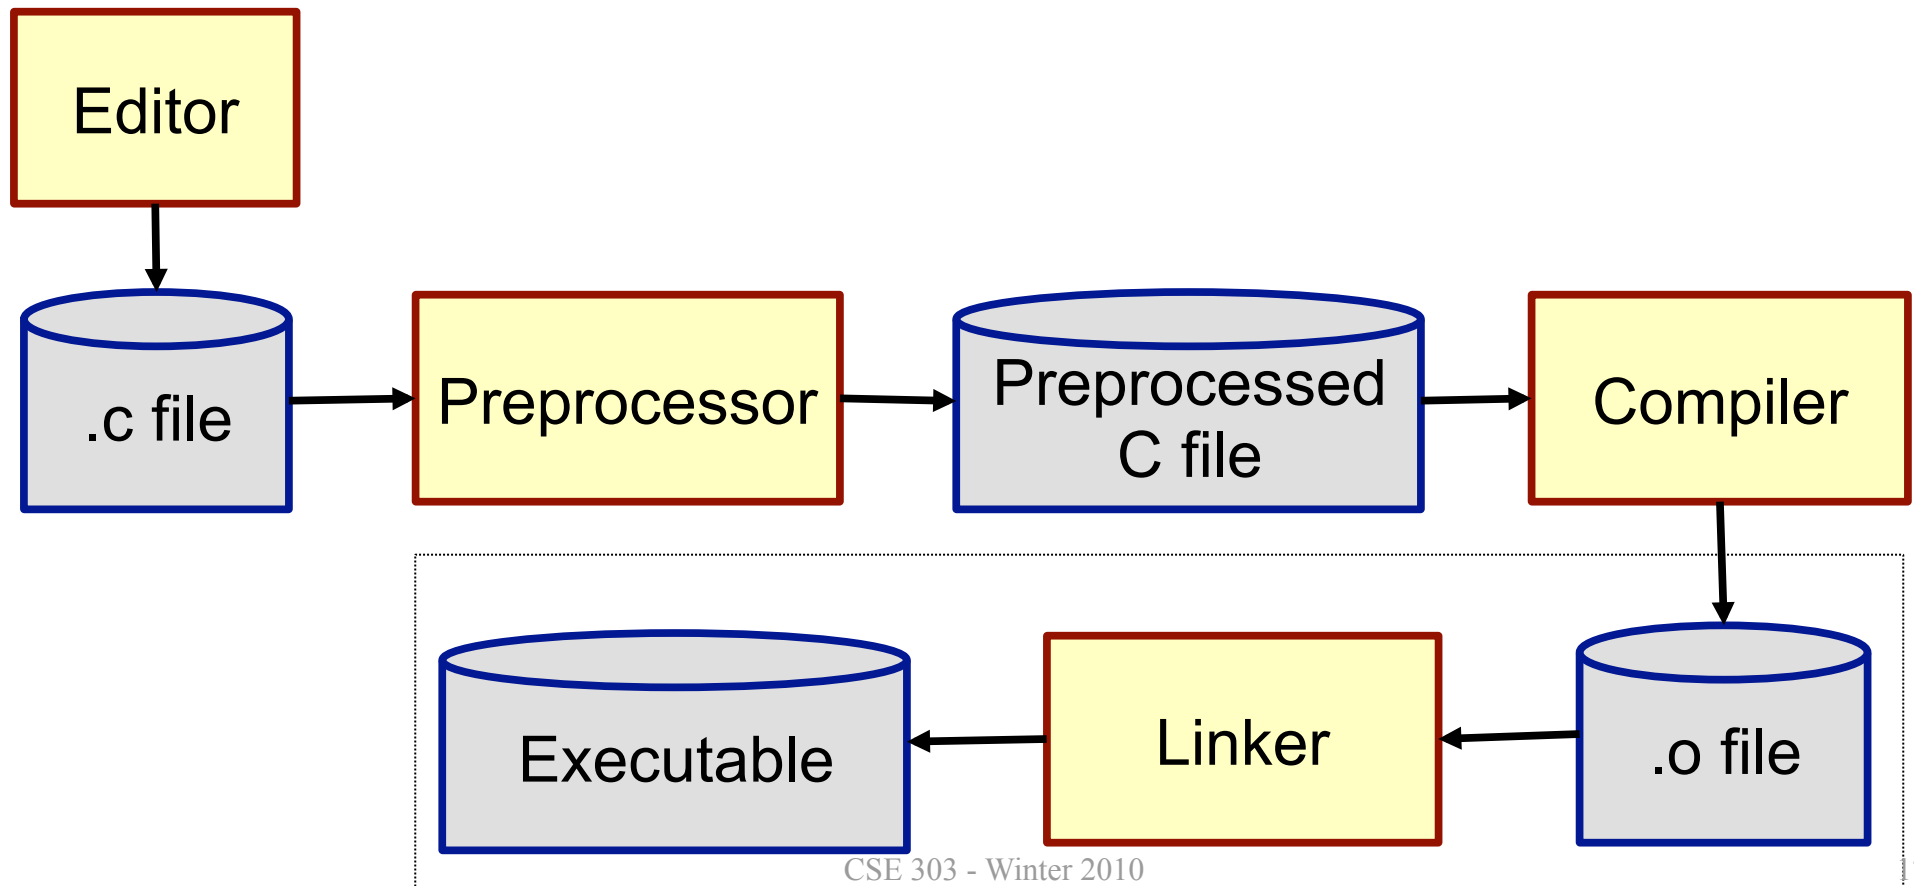 Editor
.c file
Preprocessor
Preprocessed
C file
Compiler
Executable
Linker
.o file
CSE 303 - Winter 2010